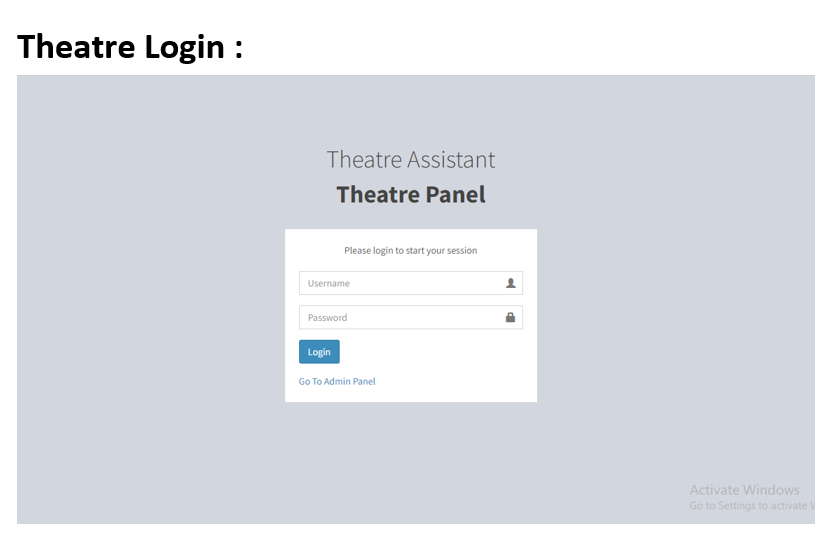 Theatre Login :
Theatre Assistant
Theatre Panel
Please login to start your session
Username
Password
Login
Go To Admin Panel
Activate Windows
Go to Settings to activate